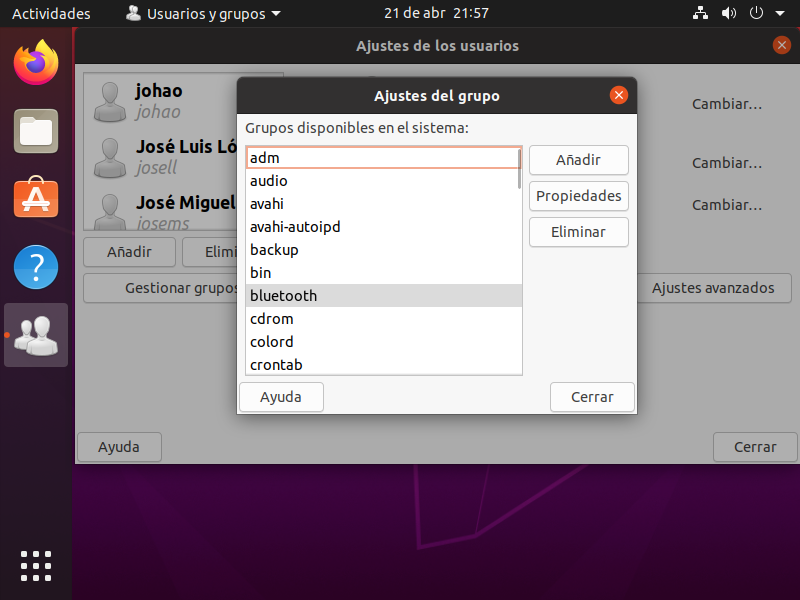 Actividades Usuarios y grupos 21 de abr 21:57
Ajustes de los usuarios
johao
johao
José Luis Ló
josell
José Miguel
josems
Cambiar...
Cambiar...
Cambiar...
Añadir Elimi
Gestionar grupos Ajustes avanzados
Ayuda Cerrar
Ajustes del grupo
Grupos disponibles en el sistema:
adm
audio
avahi
avahi-autoipd
backup
bin
bluetooth
cdrom
colord
crontab
Añadir
Propiedades
Eliminar
Ayuda Cerrar